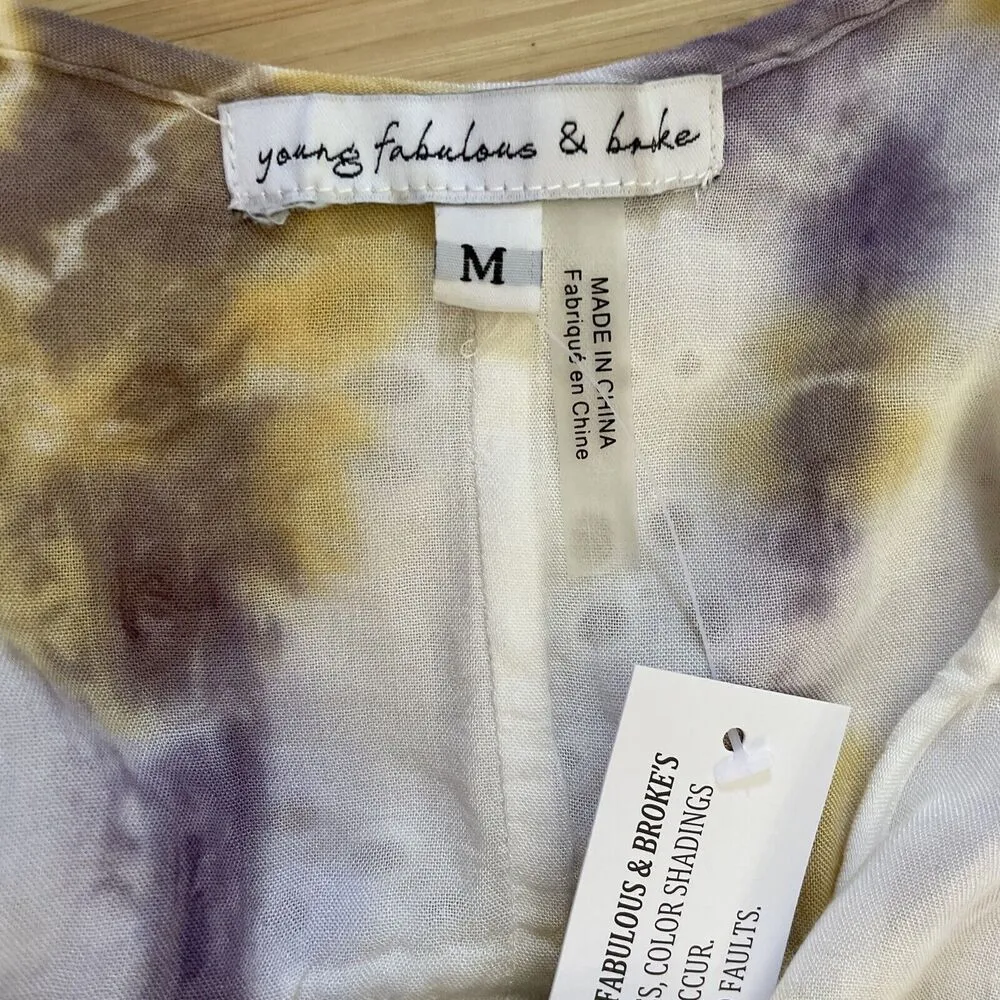 young fabulous & broke
M
MADE IN CHINA
Fabriqué en Chine
FABULOUS & BROKE'S
S, COLOR SHADINGS
CCUR.
FAULTS.